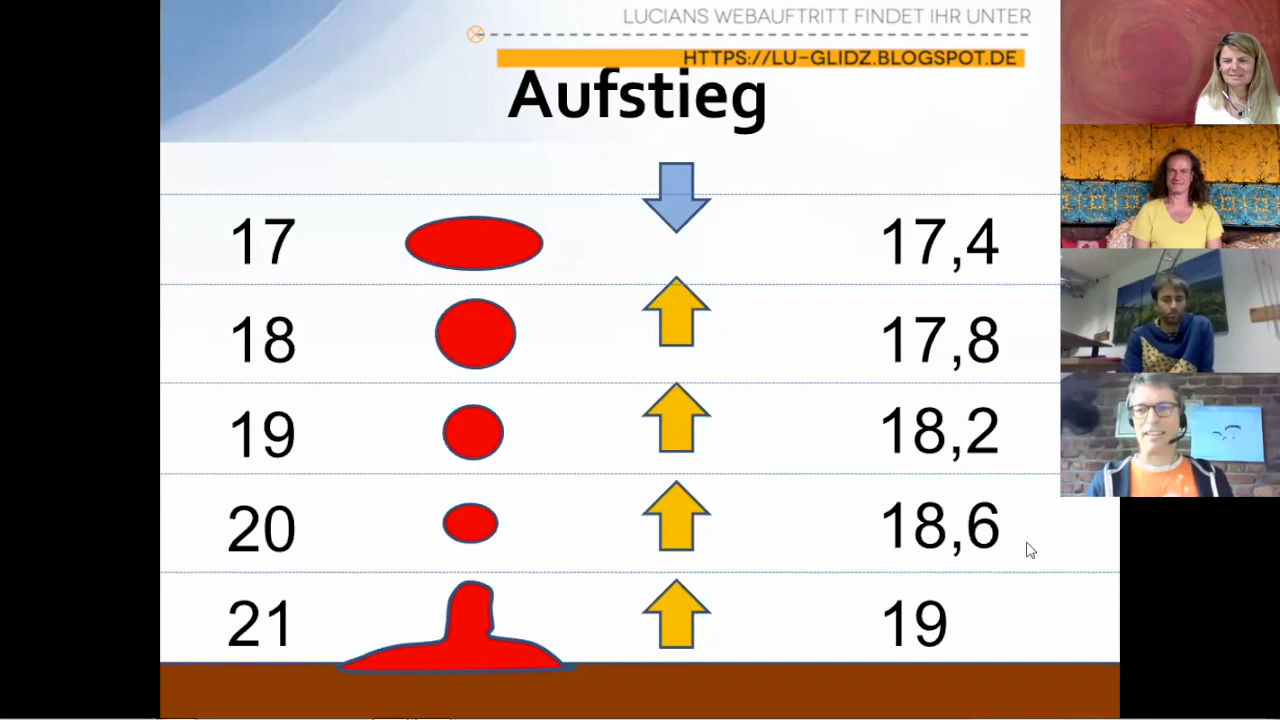 LUCIANS WEBAUFTRITT FINDET IHR UNTER
HTTPS://LU-GLIDZ.BLOGSPOT.DE
Aufstieg
17 17,4
18 17,8
19 18,2
20 18,6
21 19